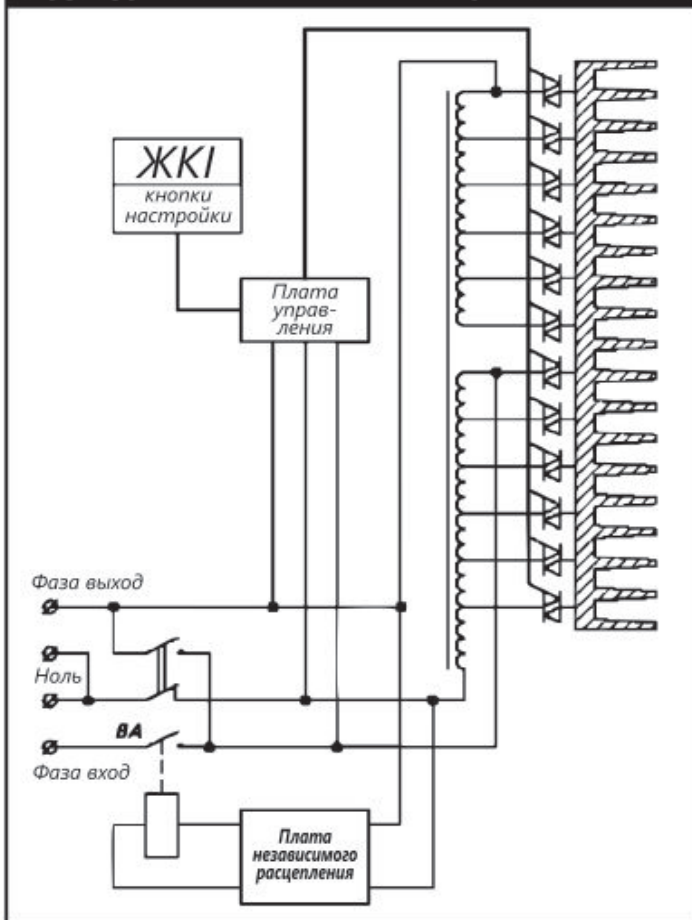 ЖКІ
кнопки
настройки
Плата
управ-
ления
Фаза выход
Ноль
ВА
Фаза вход
Плата
независимого
расцепления